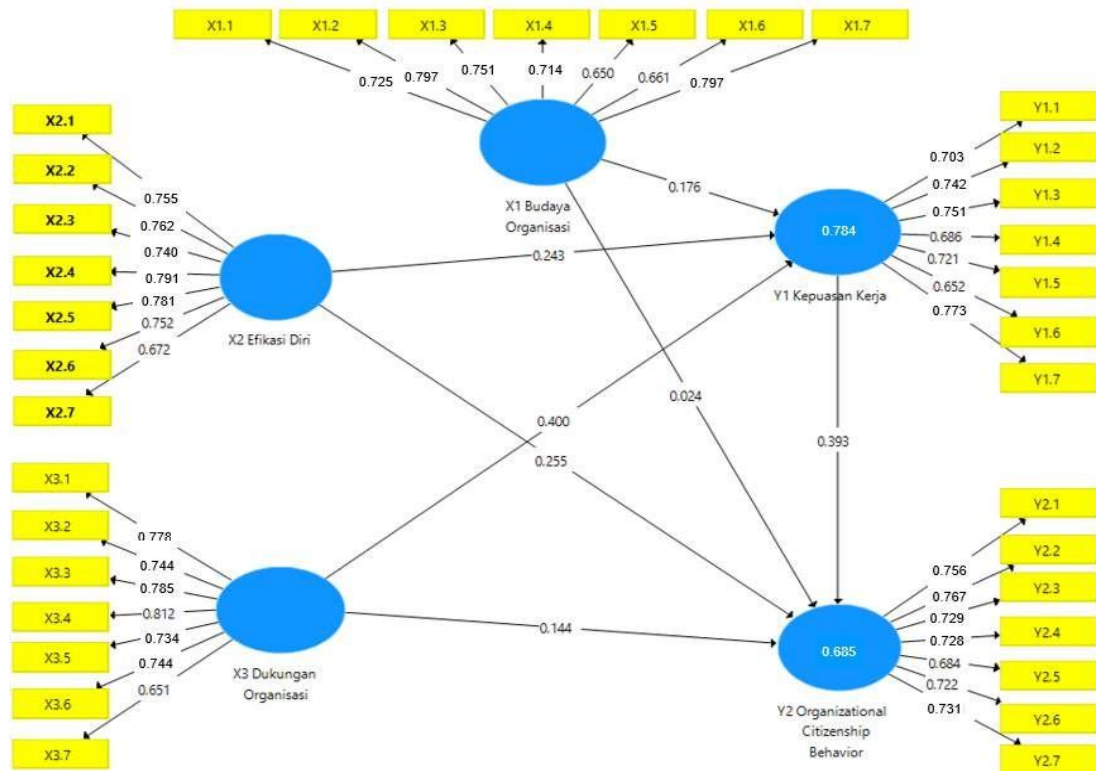 X1.1
X1.2
X1.3
X1.4
X1.5
X1.6
X1.7
0.725
0.797
0.751
0.714
0.650
0.661
0.797
X1 Budaya
Organisasi
X2.1
X2.2
X2.3
X2.4
X2.5
X2.6
X2.7
0.755
0.762
0.740
0.791
0.781
0.752
0.672
X2 Efikasi Diri
X3.1
X3.2
X3.3
X3.4
X3.5
X3.6
X3.7
0.778
0.744
0.785
0.812
0.734
0.744
0.651
X3 Dukungan
Organisasi
0.176
0.243
0.400
0.255
0.024
0.393
0.144
0.784
Y1 Kepuasan Kerja
0.703
0.742
0.751
0.686
0.721
0.652
0.773
Y1.1
Y1.2
Y1.3
Y1.4
Y1.5
Y1.6
Y1.7
0.685
Y2 Organizational
Citizenship
Behavior
0.756
0.767
0.729
0.728
0.684
0.722
0.731
Y2.1
Y2.2
Y2.3
Y2.4
Y2.5
Y2.6
Y2.7